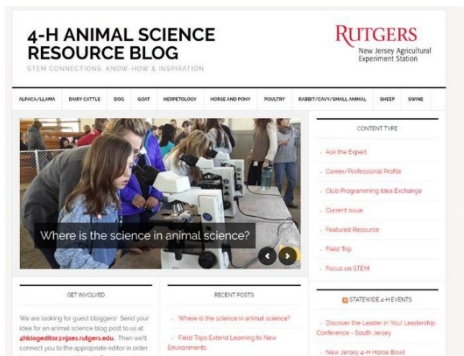 4-H ANIMAL SCIENCE
RESOURCE BLOG
STEM CONNECTIONS, KNOW-HOW & INSPIRATION
RUTGERS
New Jersey Agricultural
Experiment Station
ALPACA/LLAMA DAIRY CATTLE DOG GOAT HERPETOLOGY HORSE AND PONY POULTRY RABBIT/CAVY/SMALL ANIMAL SHEEP SWINE
Where is the science in animal science?
CONTENT TYPE
Ask the Expert
Career/Professional Profile
Club Programming Idea Exchange
Current Issue
Featured Resource
Field Trip
Focus on STEM
GET INVOLVED
We are looking for guest bloggers! Send your
idea for an animal science blog post to us at
4hblogeditor@njaes.rutgers.edu. Then we'll
connect you to the appropriate editor in order
RECENT POSTS
Where is the science in animal science?
Field Trips Extend Learning to New
Environments
STATEWIDE 4-H EVENTS
Discover the Leader in You! Leadership
Conference - South Jersey
New Jersey 4-H Horse Bowl